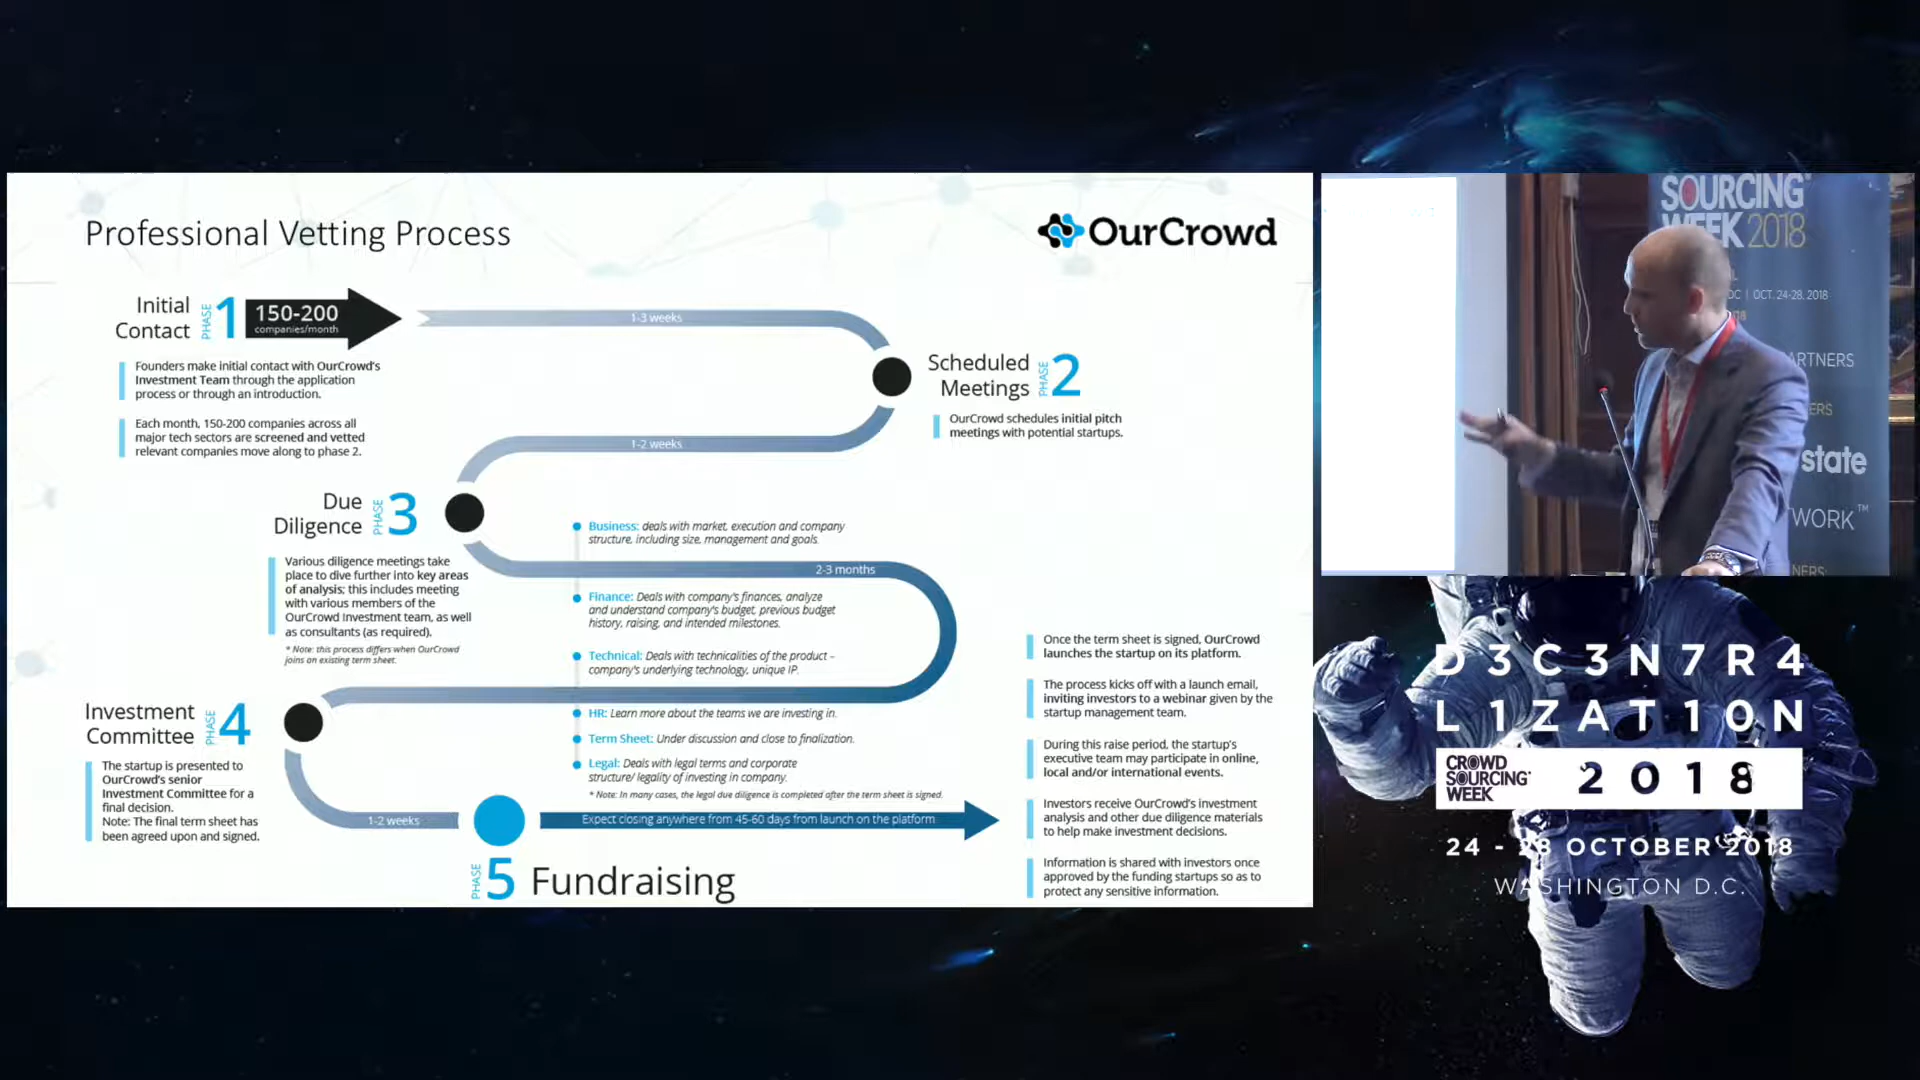 Professional Vetting Process
OurCrowd
Initial
Contact
PHASE
1
150-200
companies/month
1-3 weeks
Founders make initial contact with OurCrowd's
Investment Team through the application
process or through an introduction.
Each month, 150-200 companies across all
major tech sectors are screened and vetted
relevant companies move along to phase 2.
Scheduled
Meetings
PHASE
2
OurCrowd schedules initial pitch
meetings with potential startups.
1-2 weeks
Due
Diligence
PHASE
3
Various diligence meetings take
place to dive further into key areas
of analysis; this includes meeting
with various members of the
OurCrowd Investment team, as well
as consultants (as required).
* Note: this process differs when OurCrowd
joins an existing term sheet.
Business: deals with market, execution and company
structure, including size, management and goals.
2-3 months
Finance: Deals with company's finances, analyze
and understand company's budget, previous budget
history, raising, and intended milestones.
Technical: Deals with technicalities of the product –
company's underlying technology, unique IP.
HR: Learn more about the teams we are investing in.
Term Sheet: Under discussion and close to finalization.
Legal: Deals with legal terms and corporate
structure/ legality of investing in company.
* Note: In many cases, the legal due diligence is completed after the term sheet is signed.
Investment
Committee
PHASE
4
The startup is presented to
OurCrowd's senior
Investment Committee for a
final decision.
Note: The final term sheet has
been agreed upon and signed.
1-2 weeks
Expect closing anywhere from 45-60 days from launch on the platform
PHASE
5
Fundraising
Once the term sheet is signed, OurCrowd
launches the startup on its platform.
The process kicks off with a launch email,
inviting investors to a webinar given by the
startup management team.
During this raise period, the startup's
executive team may participate in online,
local and/or international events.
Investors receive OurCrowd's investment
analysis and other due diligence materials
to help make investment decisions.
Information is shared with investors once
approved by the funding startups so as to
protect any sensitive information.
SOURCING
WEEK 2018
DC | OCT. 24-28, 2018
ARTNERS
ERS
state
WORK™
NERS:
D3C3N7R4
L1ZAT10N
CROWD
SOURCING
WEEK
2018
24 - 28 OCTOBER 2018
WASHINGTON D.C.